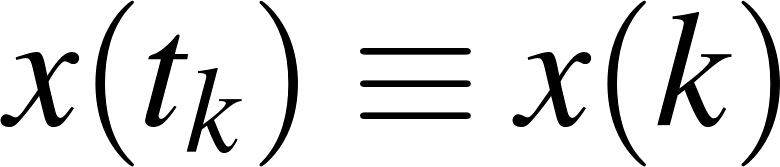 x(t_k) ≡ x(k)